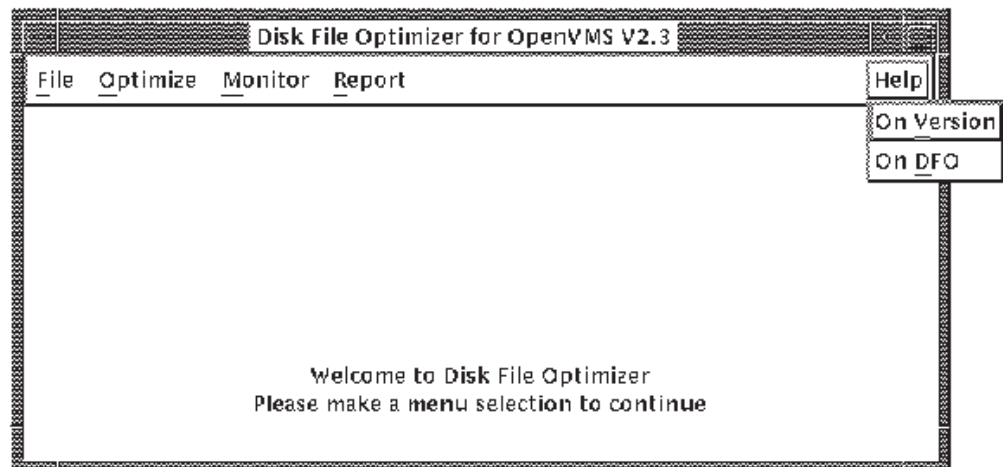 Disk File Optimizer for OpenVMS V2.3
File Optimize Monitor Report Help
On Version
On DFO
Welcome to Disk File Optimizer
Please make a menu selection to continue